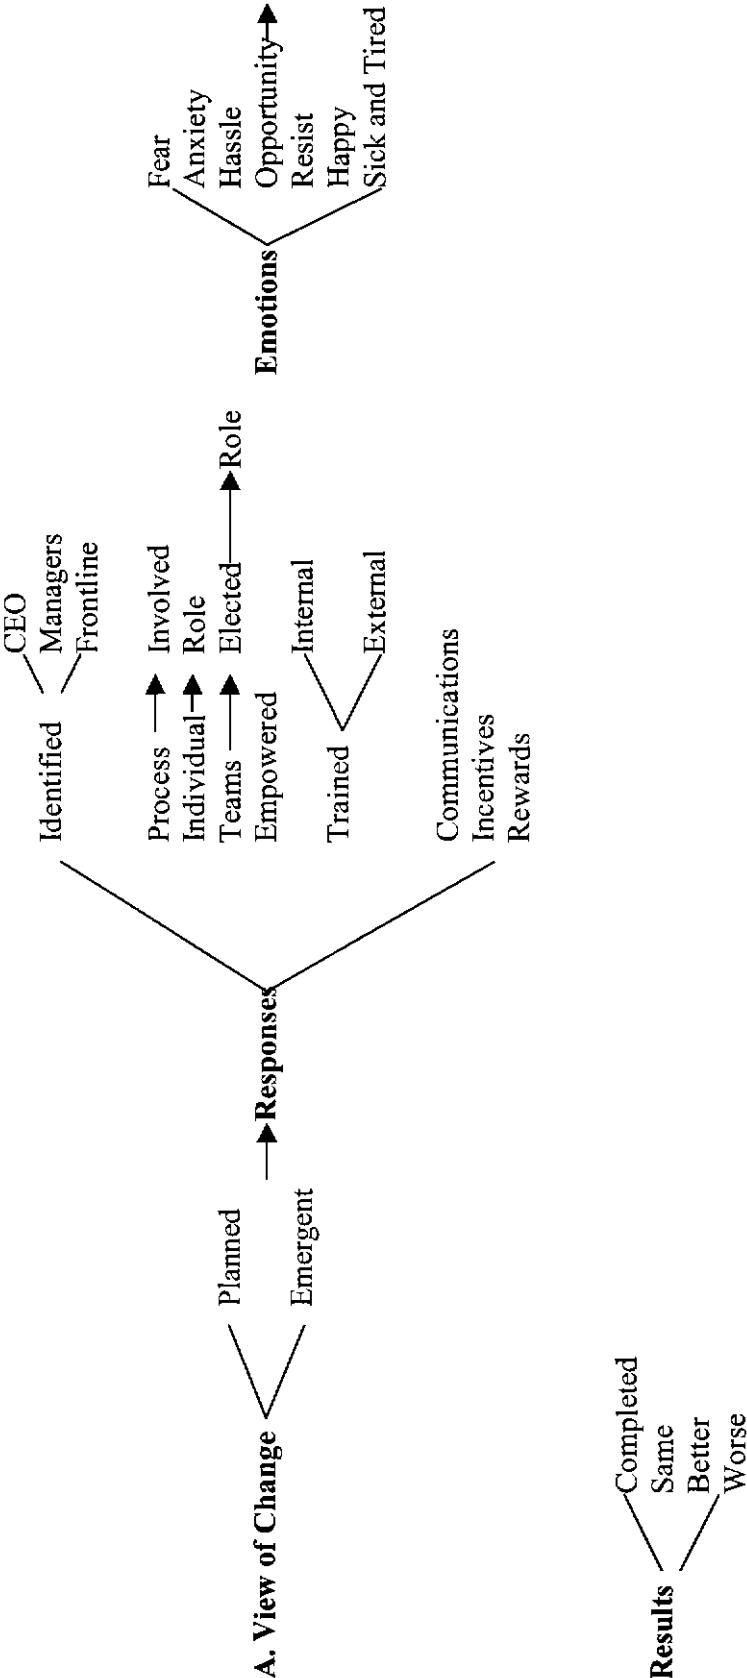 A. View of Change
Planned
Emergent
Responses
Identified
CEO
Managers
Frontline
Process
Involved
Individual
Role
Teams
Elected
Role
Empowered
Trained
Internal
External
Communications
Incentives
Rewards
Emotions
Fear
Anxiety
Hassle
Opportunity
Resist
Happy
Sick and Tired
Results
Completed
Same
Better
Worse